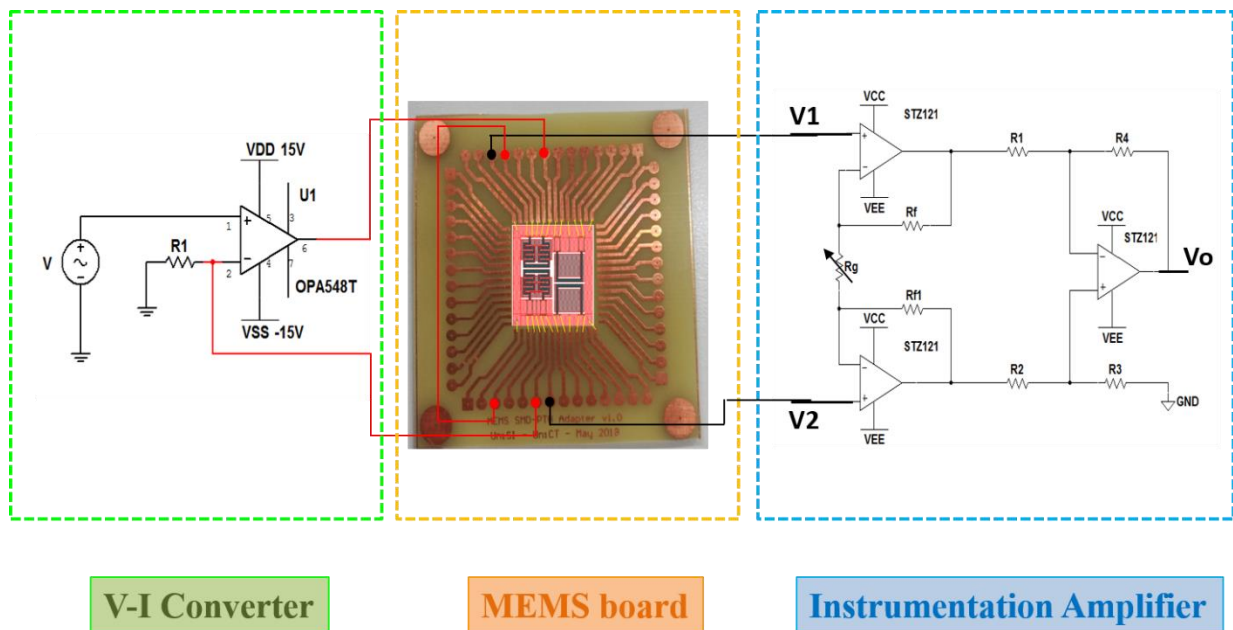 VDD 15V
U1
1
5
3
R1
V
6
2
4
7
OPA548T
VSS -15V
MEMS SMD-PTH Adapter v1.0
UniSI - UniCT - May 2018
V1
VCC
STZ121
R1
R4
VEE
Rf
VCC
STZ121
Vo
Rg
Rf1
VCC
VEE
STZ121
R2
R3
V2
GND
VEE
V-I Converter
MEMS board
Instrumentation Amplifier